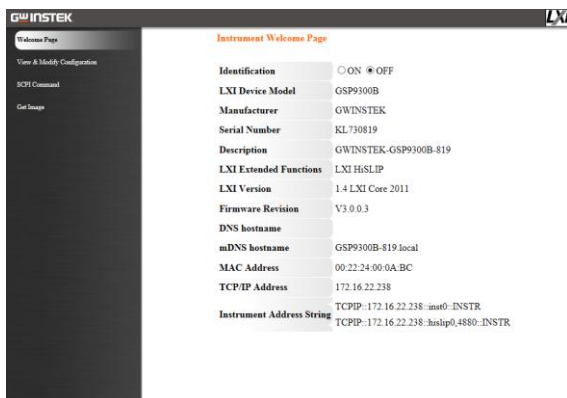 GWINSTEK
LXI
Welcome Page
View & Modify Configuration
SCPI Command
Get Image
Instrument Welcome Page
Identification ON OFF
LXI Device Model GSP9300B
Manufacturer GWINSTEK
Serial Number KL730819
Description GWINSTEK-GSP9300B-819
LXI Extended Functions LXI HiSLIP
LXI Version 1.4 LXI Core 2011
Firmware Revision V3.0.0.3
DNS hostname
mDNS hostname GSP9300B-819.local
MAC Address 00:22:24:00:0A:BC
TCP/IP Address 172.16.22.238
Instrument Address String TCPIP::172.16.22.238::inst0::INSTR
TCPIP::172.16.22.238::hislip0,4880::INSTR